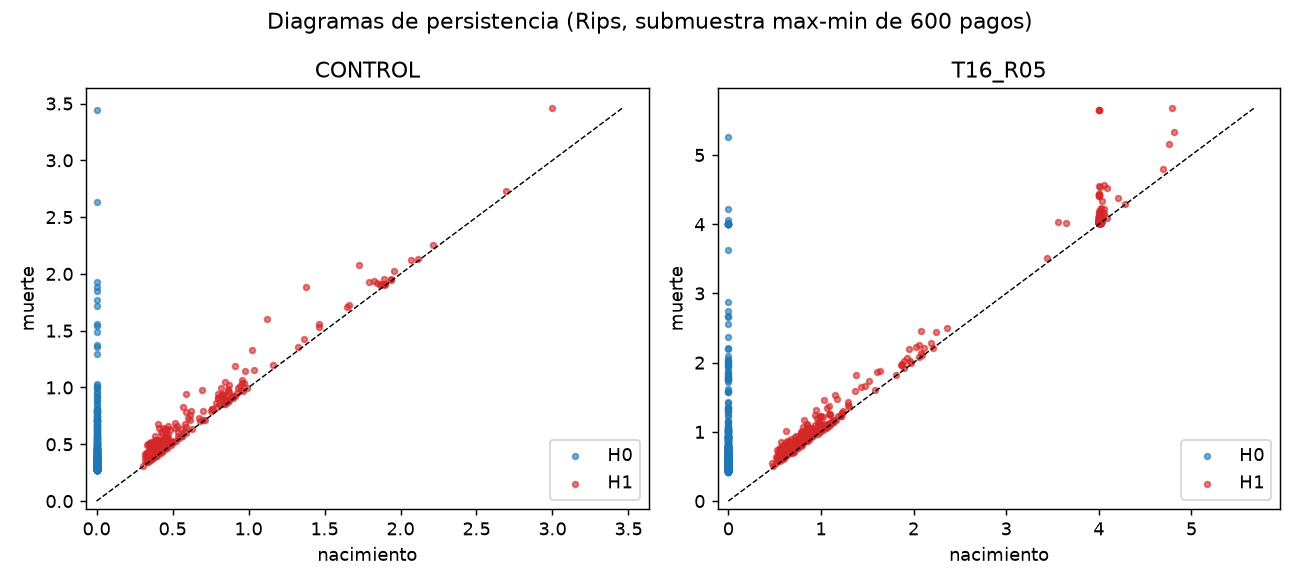 Diagramas de persistencia (Rips, submuestra max-min de 600 pagos)
CONTROL
3.5
3.0
2.5
2.0
1.5
1.0
0.5
0.0
muerte
0.0 0.5 1.0 1.5 2.0 2.5 3.0 3.5
nacimiento
H0
H1
T16_R05
5
4
3
2
1
0
muerte
0 1 2 3 4 5
nacimiento
H0
H1